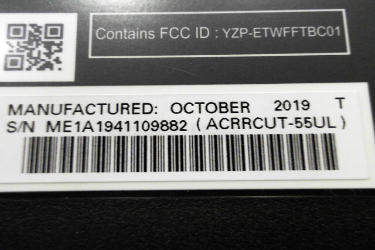 Contains FCC ID : YZP-ETWFFTBC01
MANUFACTURED: OCTOBER 2019 T
S/N ME1A1941109882 ( ACRRCUT-55UL )